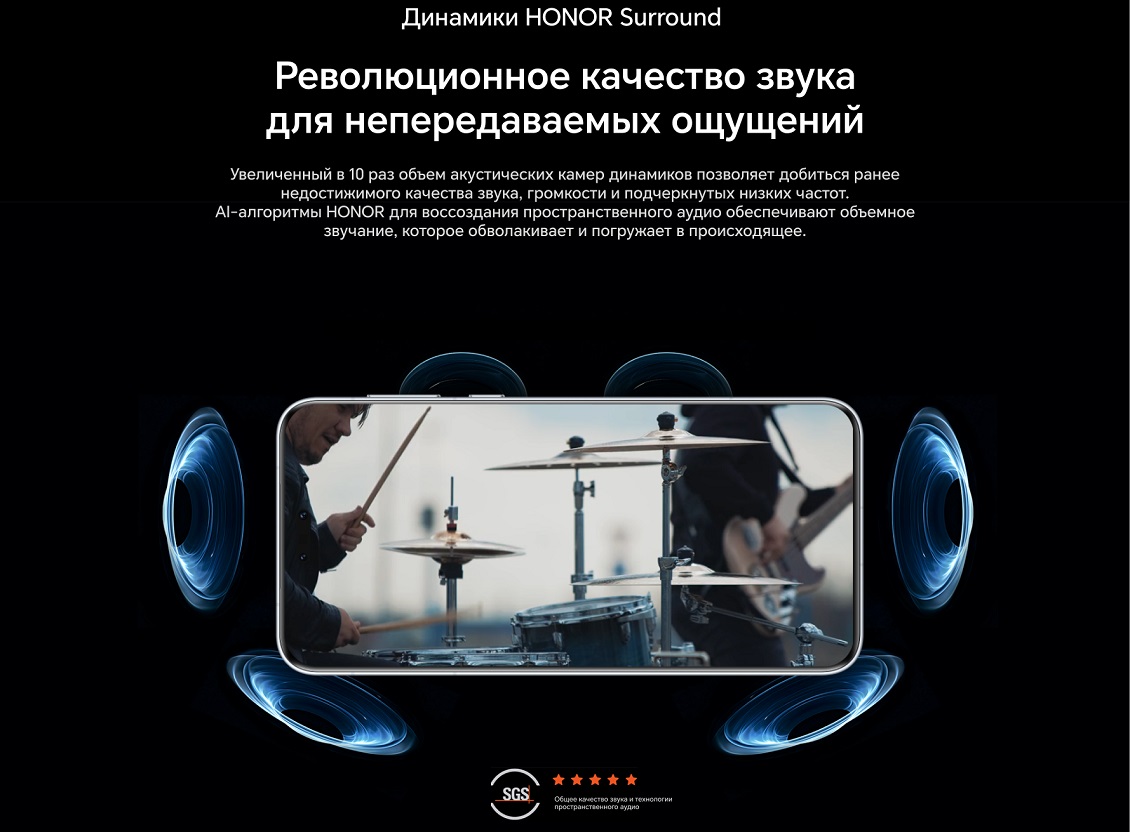 Динамики HONOR Surround
Революционное качество звука
для непередаваемых ощущений
Увеличенный в 10 раз объем акустических камер динамиков позволяет добиться ранее
недостижимого качества звука, громкости и подчеркнутых низких частот.
AI-алгоритмы HONOR для воссоздания пространственного аудио обеспечивают объемное
звучание, которое обволакивает и погружает в происходящее.
SGS
Общее качество звука и технологии
пространственного аудио